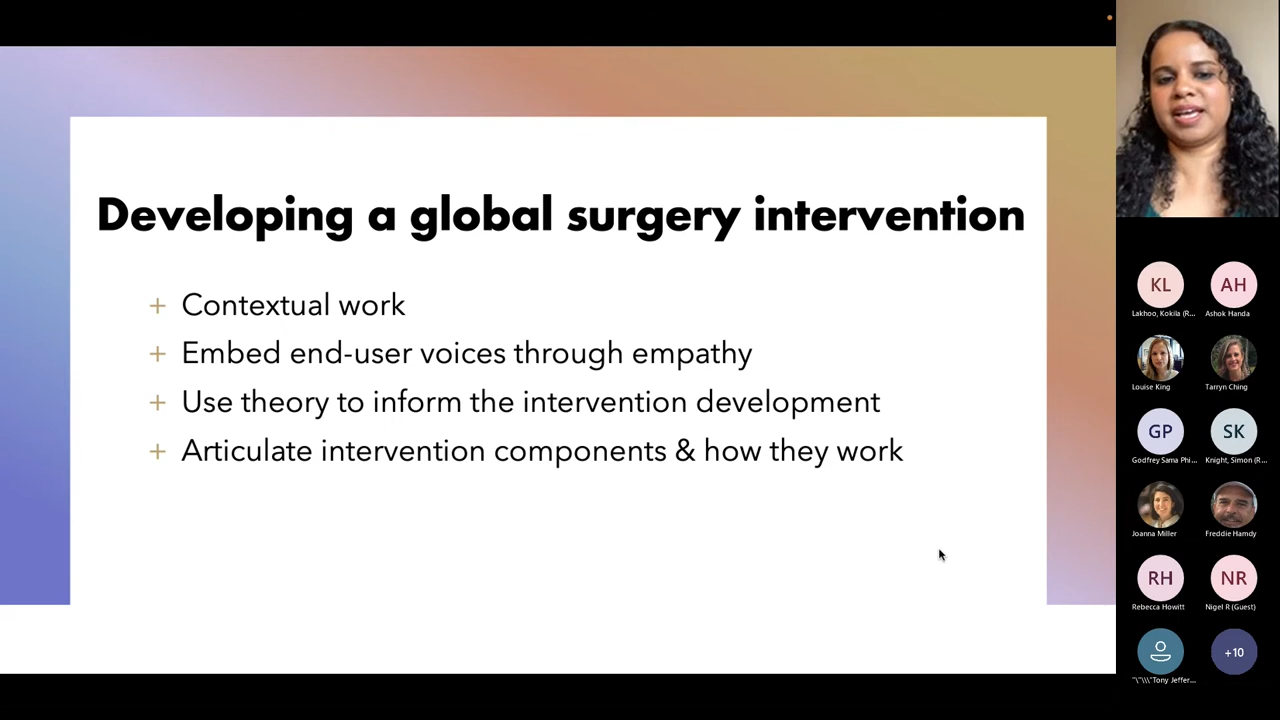 Developing a global surgery intervention
+ Contextual work
+ Embed end-user voices through empathy
+ Use theory to inform the intervention development
+ Articulate intervention components & how they work
KL
AH
Lakhoo, Kokila (R...
Ashok Handa
Louise King
Tarryn Ching
GP
SK
Godfrey Sama Phi...
Knight, Simon (R...
Joanna Miller
Freddie Hamdy
RH
NR
Rebecca Howitt
Nigel R (Guest)
+10
"\"\\\"Tony Jeffer...